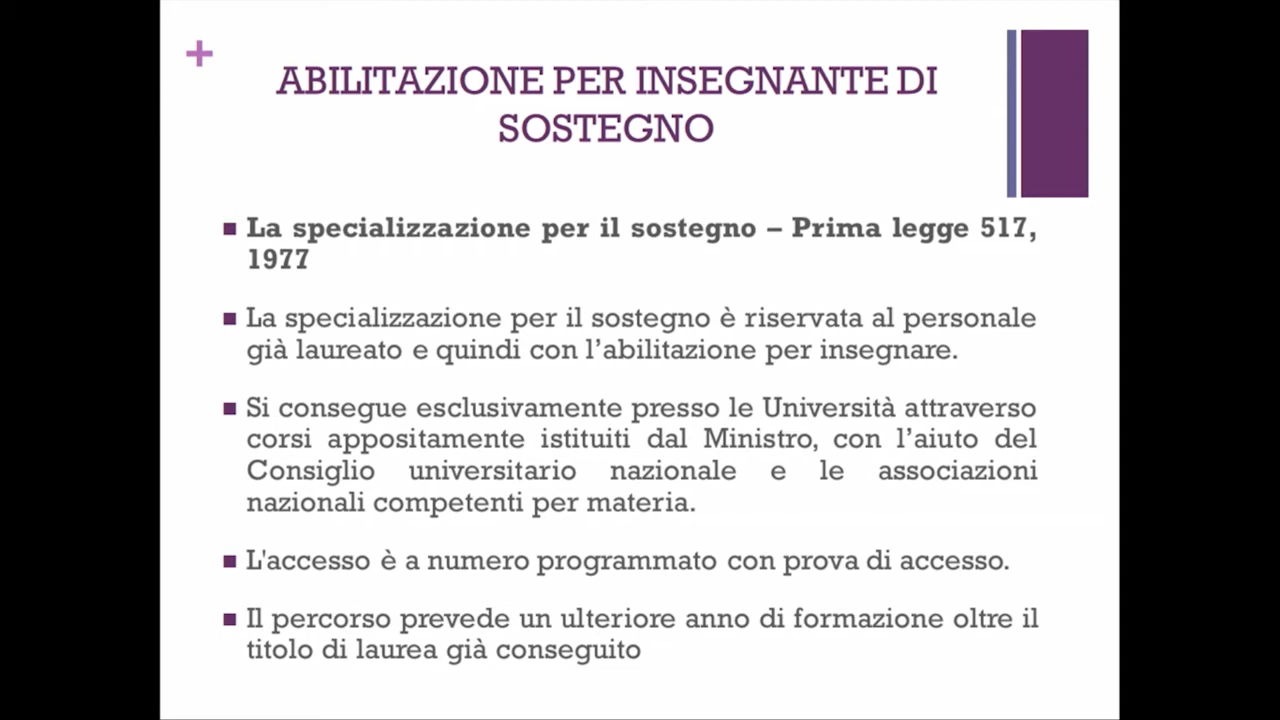 +
ABILITAZIONE PER INSEGNANTE DI
SOSTEGNO
■ La specializzazione per il sostegno – Prima legge 517,
1977
■ La specializzazione per il sostegno è riservata al personale
già laureato e quindi con l’abilitazione per insegnare.
■ Si consegue esclusivamente presso le Università attraverso
corsi appositamente istituiti dal Ministro, con l’aiuto del
Consiglio universitario nazionale e le associazioni
nazionali competenti per materia.
■ L'accesso è a numero programmato con prova di accesso.
■ Il percorso prevede un ulteriore anno di formazione oltre il
titolo di laurea già conseguito